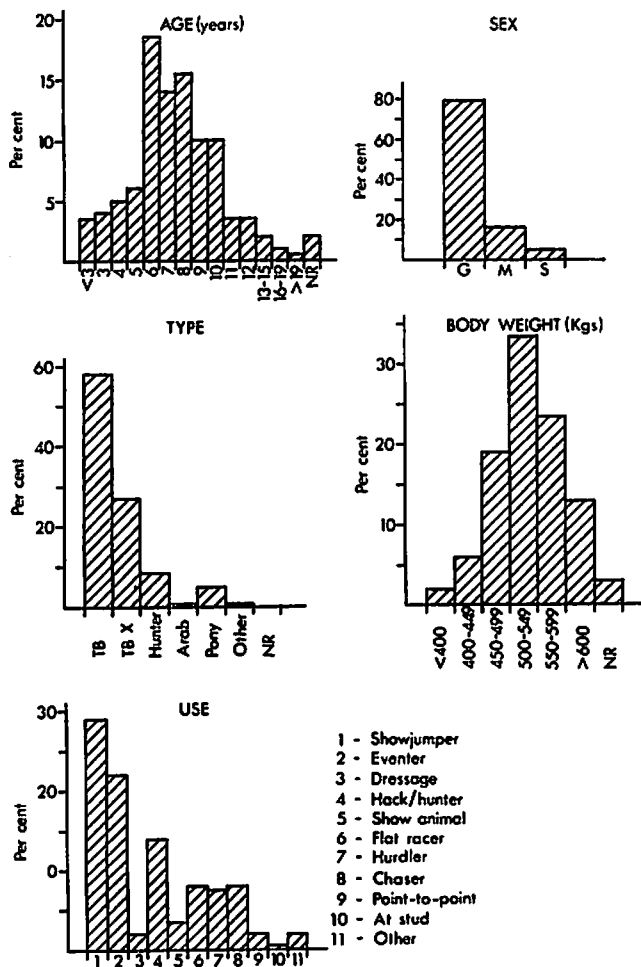 AGE (years)
20
15
10
5
Per cent
<3
3
4
5
6
7
8
9
10
11
12
13-15
16-19
>19
NR
SEX
80
60
40
20
Per cent
G M S
TYPE
60
40
20
Per cent
TB
TB X
Hunter
Arab
Pony
Other
NR
BODY WEIGHT (Kgs)
30
20
10
Per cent
<400
400-449
450-499
500-549
550-599
>600
NR
USE
30
20
0
Per cent
1 2 3 4 5 6 7 8 9 10 11
1 - Showjumper
2 - Eventer
3 - Dressage
4 - Hack/hunter
5 - Show animal
6 - Flat racer
7 - Hurdler
8 - Chaser
9 - Point-to-point
10 - At stud
11 - Other